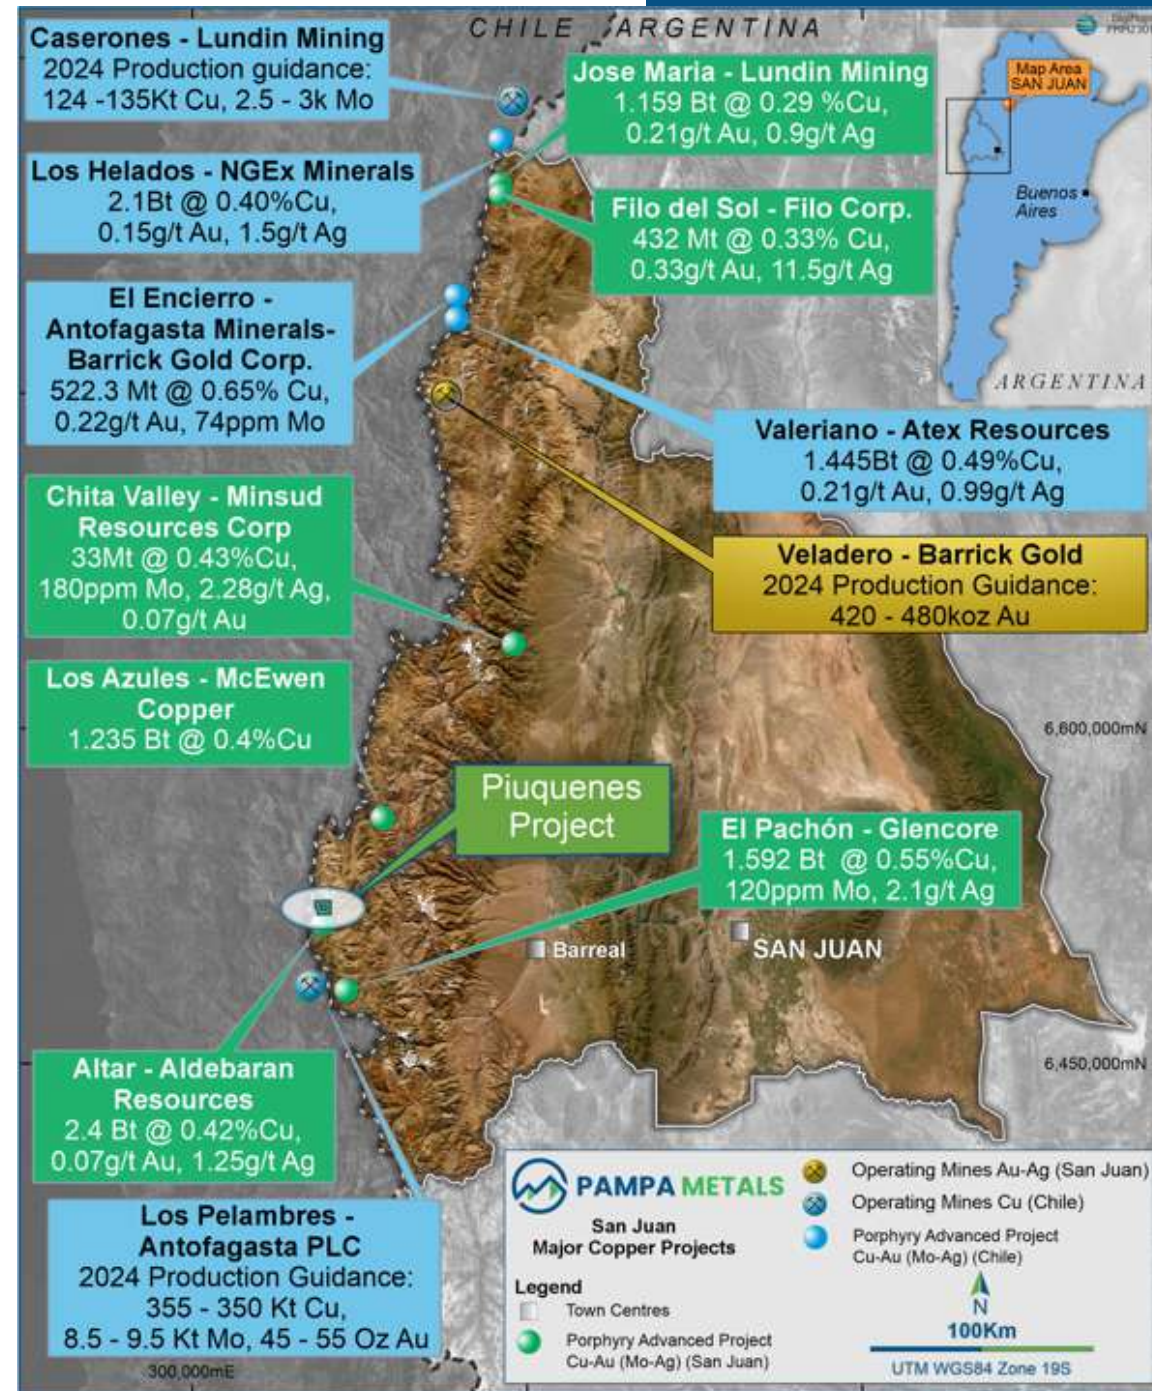 CHILE ARGENTINA
Caserones - Lundin Mining
2024 Production guidance:
124 -135Kt Cu, 2.5 - 3k Mo
Jose Maria - Lundin Mining
1.159 Bt @ 0.29 %Cu,
0.21g/t Au, 0.9g/t Ag
Map Area
SAN JUAN
Los Helados - NGEx Minerals
2.1Bt @ 0.40%Cu,
0.15g/t Au, 1.5g/t Ag
Filo del Sol - Filo Corp.
432 Mt @ 0.33% Cu,
0.33g/t Au, 11.5g/t Ag
Buenos
Aires
ARGENTINA
El Encierro -
Antofagasta Minerals-
Barrick Gold Corp.
522.3 Mt @ 0.65% Cu,
0.22g/t Au, 74ppm Mo
Valeriano - Atex Resources
1.445Bt @ 0.49%Cu,
0.21g/t Au, 0.99g/t Ag
Chita Valley - Minsud
Resources Corp
33Mt @ 0.43%Cu,
180ppm Mo, 2.28g/t Ag,
0.07g/t Au
Veladero - Barrick Gold
2024 Production Guidance:
420 - 480koz Au
Los Azules - McEwen
Copper
1.235 Bt @ 0.4%Cu
6,600,000mN
Piuquenes
Project
El Pachón - Glencore
1.592 Bt @ 0.55%Cu,
120ppm Mo, 2.1g/t Ag
Barreal
SAN JUAN
6,450,000mN
Altar - Aldebaran
Resources
2.4 Bt @ 0.42%Cu,
0.07g/t Au, 1.25g/t Ag
Los Pelambres -
Antofagasta PLC
2024 Production Guidance:
355 - 350 Kt Cu,
8.5 - 9.5 Kt Mo, 45 - 55 Oz Au
300,000mE
PAMPA METALS
San Juan
Major Copper Projects
Legend
Town Centres
Porphyry Advanced Project
Cu-Au (Mo-Ag) (San Juan)
Operating Mines Au-Ag (San Juan)
Operating Mines Cu (Chile)
Porphyry Advanced Project
Cu-Au (Mo-Ag) (Chile)
N
100Km
UTM WGS84 Zone 19S